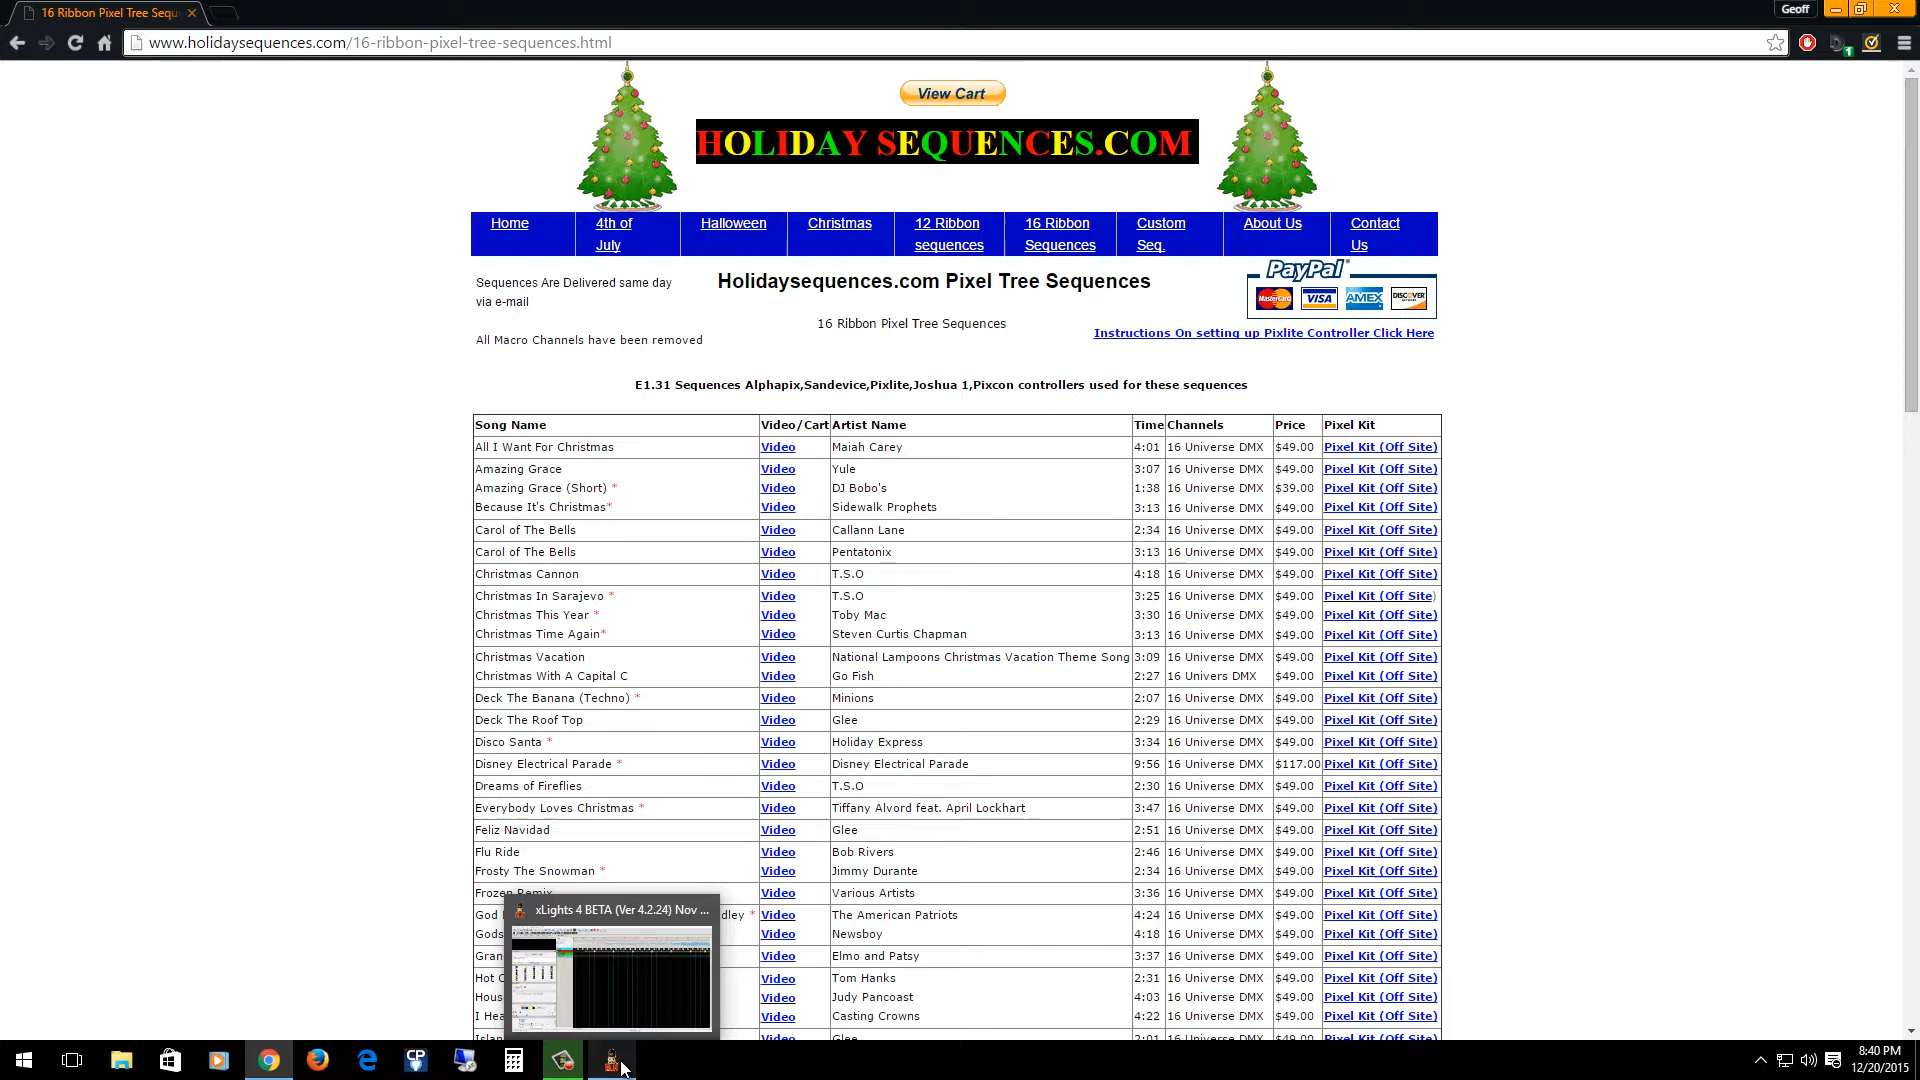 16 Ribbon Pixel Tree Sequ
Geoff
www.holidaysequences.com/16-ribbon-pixel-tree-sequences.html
1
View Cart
HOLIDAY SEQUENCES.COM
Home
4th of July
Halloween
Christmas
12 Ribbon sequences
16 Ribbon Sequences
Custom Seq.
About Us
Contact Us
Sequences Are Delivered same day
via e-mail
All Macro Channels have been removed
Holidaysequences.com Pixel Tree Sequences
16 Ribbon Pixel Tree Sequences
PayPal
MasterCard VISA AMEX DISCOVER
Instructions On setting up Pixlite Controller Click Here
E1.31 Sequences Alphapix,Sandevice,Pixlite,Joshua 1,Pixcon controllers used for these sequences
Song Name Video/Cart Artist Name Time Channels Price Pixel Kit
All I Want For Christmas Video Maiah Carey 4:01 16 Universe DMX $49.00 Pixel Kit (Off Site)
Amazing Grace Video Yule 3:07 16 Universe DMX $49.00 Pixel Kit (Off Site)
Amazing Grace (Short) * Video DJ Bobo's 1:38 16 Universe DMX $39.00 Pixel Kit (Off Site)
Because It's Christmas* Video Sidewalk Prophets 3:13 16 Universe DMX $49.00 Pixel Kit (Off Site)
Carol of The Bells Video Callann Lane 2:34 16 Universe DMX $49.00 Pixel Kit (Off Site)
Carol of The Bells Video Pentatonix 3:13 16 Universe DMX $49.00 Pixel Kit (Off Site)
Christmas Cannon Video T.S.O 4:18 16 Universe DMX $49.00 Pixel Kit (Off Site)
Christmas In Sarajevo * Video T.S.O 3:25 16 Universe DMX $49.00 Pixel Kit (Off Site)
Christmas This Year * Video Toby Mac 3:30 16 Universe DMX $49.00 Pixel Kit (Off Site)
Christmas Time Again* Video Steven Curtis Chapman 3:13 16 Universe DMX $49.00 Pixel Kit (Off Site)
Christmas Vacation Video National Lampoons Christmas Vacation Theme Song 3:09 16 Universe DMX $49.00 Pixel Kit (Off Site)
Christmas With A Capital C Video Go Fish 2:27 16 Univers DMX $49.00 Pixel Kit (Off Site)
Deck The Banana (Techno) * Video Minions 2:07 16 Universe DMX $49.00 Pixel Kit (Off Site)
Deck The Roof Top Video Glee 2:29 16 Universe DMX $49.00 Pixel Kit (Off Site)
Disco Santa * Video Holiday Express 3:34 16 Universe DMX $49.00 Pixel Kit (Off Site)
Disney Electrical Parade * Video Disney Electrical Parade 9:56 16 Universe DMX $117.00 Pixel Kit (Off Site)
Dreams of Fireflies Video T.S.O 2:30 16 Universe DMX $49.00 Pixel Kit (Off Site)
Everybody Loves Christmas * Video Tiffany Alvord feat. April Lockhart 3:47 16 Universe DMX $49.00 Pixel Kit (Off Site)
Feliz Navidad Video Glee 2:51 16 Universe DMX $49.00 Pixel Kit (Off Site)
Flu Ride Video Bob Rivers 2:46 16 Universe DMX $49.00 Pixel Kit (Off Site)
Frosty The Snowman * Video Jimmy Durante 2:34 16 Universe DMX $49.00 Pixel Kit (Off Site)
Frozen Remix Video Various Artists 3:36 16 Universe DMX $49.00 Pixel Kit (Off Site)
God dley * Video The American Patriots 4:24 16 Universe DMX $49.00 Pixel Kit (Off Site)
Gods Video Newsboy 4:18 16 Universe DMX $49.00 Pixel Kit (Off Site)
Gran Video Elmo and Patsy 3:37 16 Universe DMX $49.00 Pixel Kit (Off Site)
Hot C Video Tom Hanks 2:31 16 Universe DMX $49.00 Pixel Kit (Off Site)
Hous Video Judy Pancoast 4:03 16 Universe DMX $49.00 Pixel Kit (Off Site)
I Hea Video Casting Crowns 4:22 16 Universe DMX $49.00 Pixel Kit (Off Site)
Islan Video Glee 2:01 16 Universe DMX $49.00 Pixel Kit (Off Site)
xLights 4 BETA (Ver 4.2.24) Nov ...
CP
8:40 PM
12/20/2015